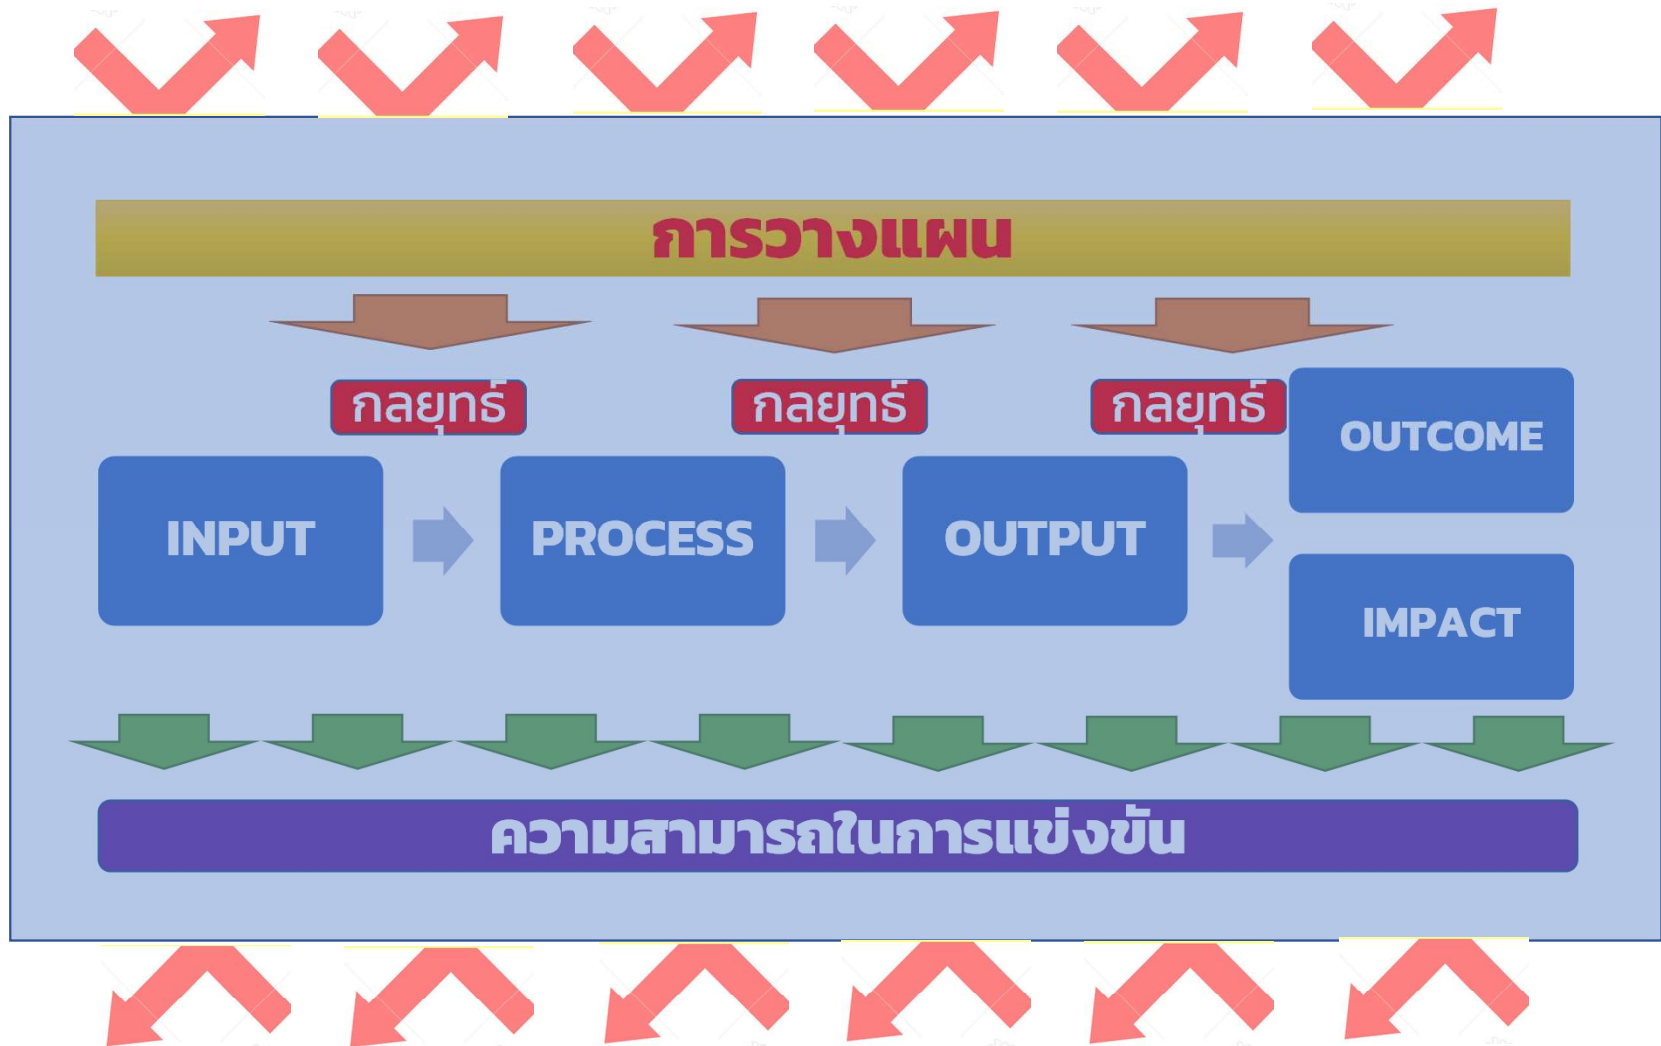 การวางแผน
กลยุทธ์
กลยุทธ์
กลยุทธ์
INPUT
PROCESS
OUTPUT
OUTCOME
IMPACT
ความสามารถในการแข่งขัน